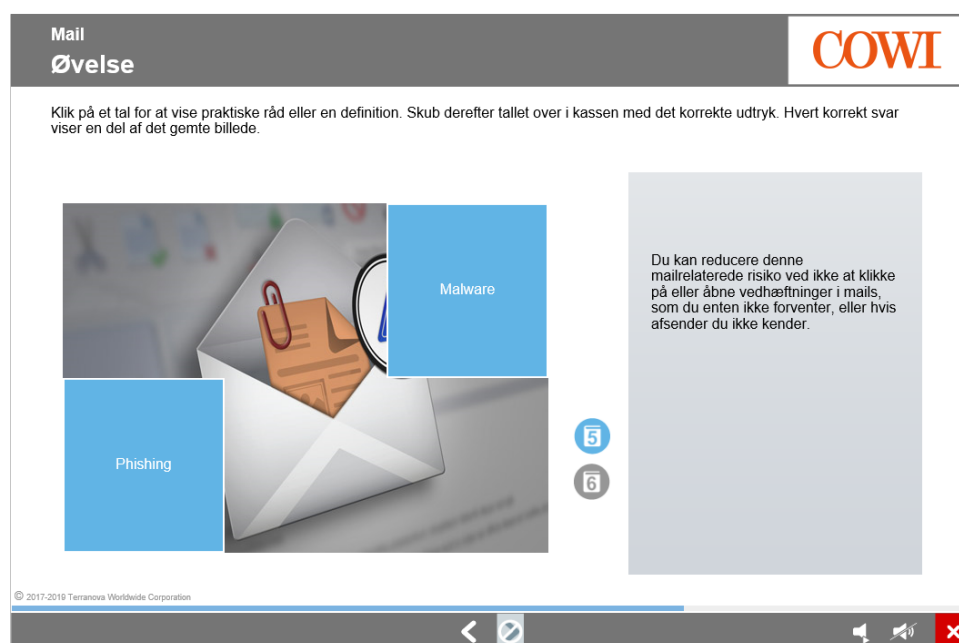 Mail
Øvelse
COWI
Klik på et tal for at vise praktiske råd eller en definition. Skub derefter tallet over i kassen med det korrekte udtryk. Hvert korrekt svar
viser en del af det gemte billede.
Malware
Phishing
5
6
Du kan reducere denne
mailrelaterede risiko ved ikke at klikke
på eller åbne vedhæftninger i mails,
som du enten ikke forventer, eller hvis
afsender du ikke kender.
© 2017-2019 Terranova Worldwide Corporation